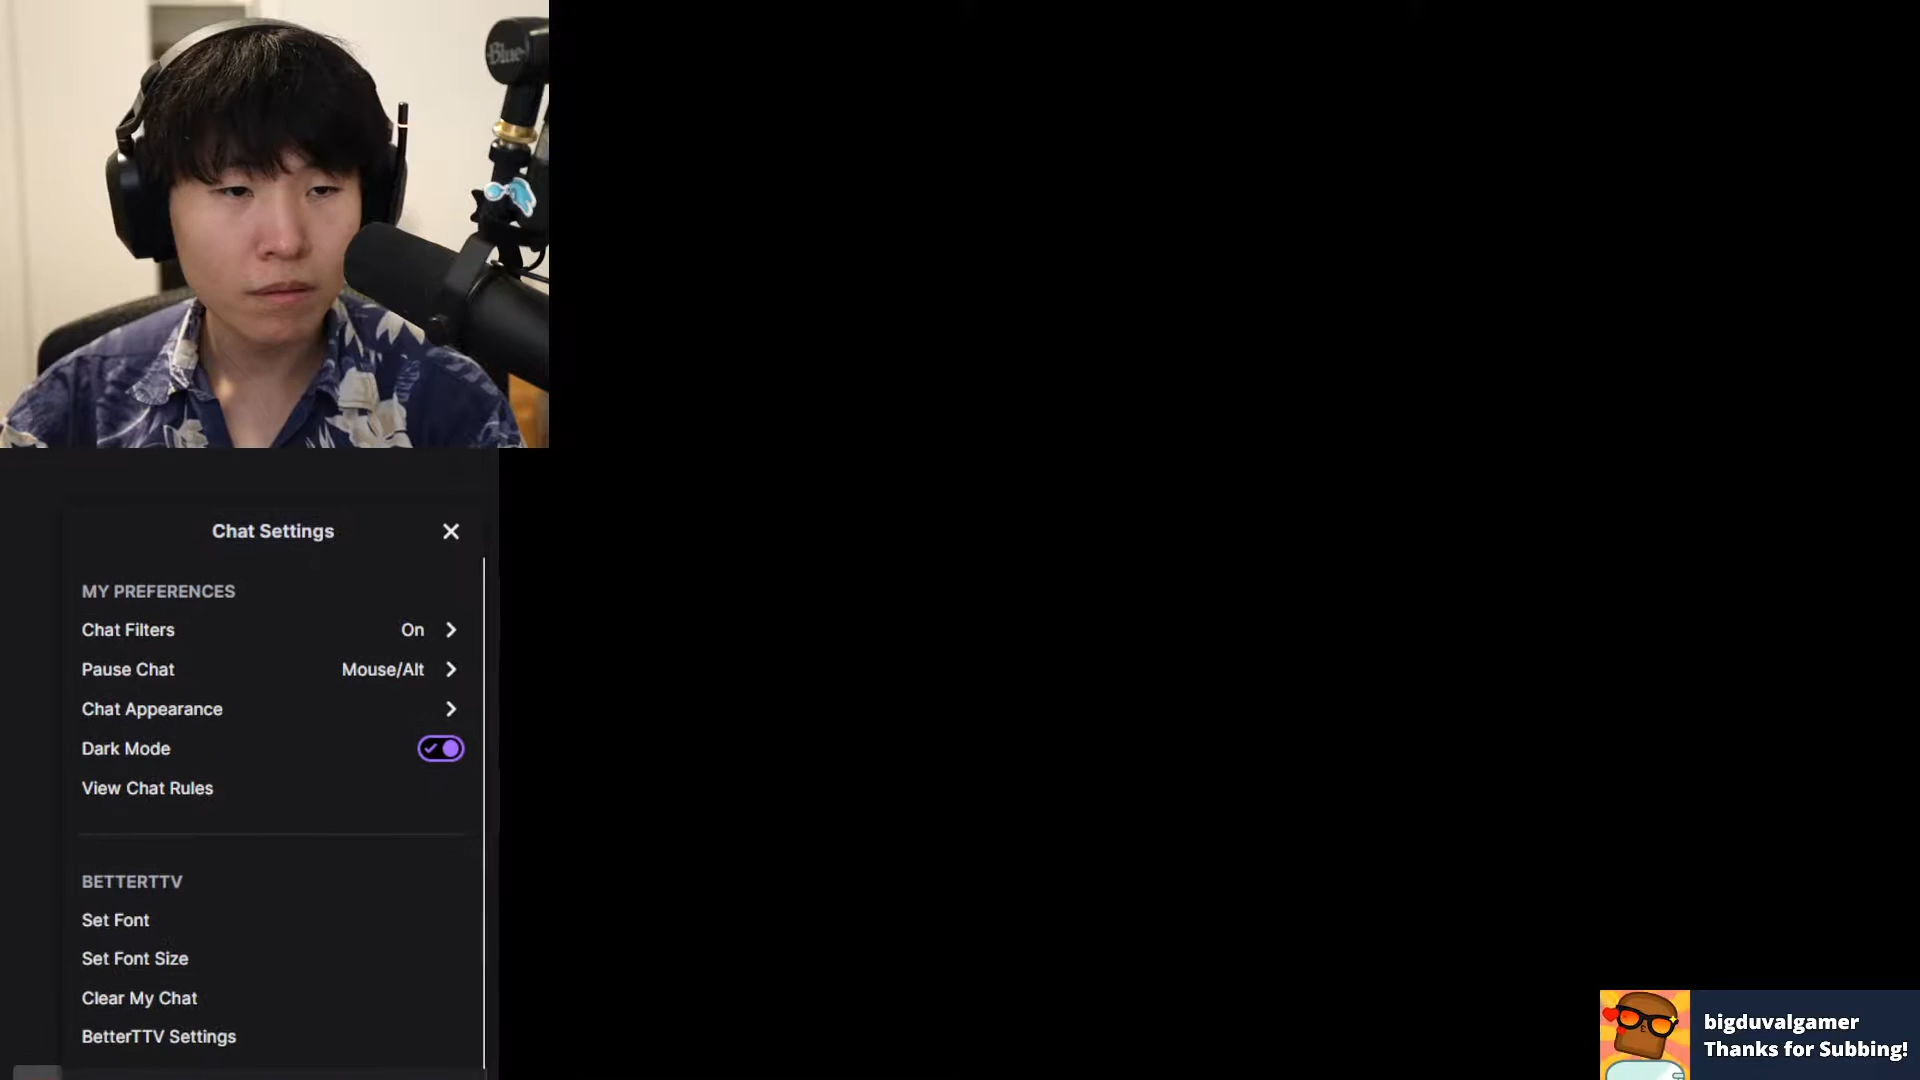 Blue
Chat Settings
MY PREFERENCES
Chat Filters On
Pause Chat Mouse/Alt
Chat Appearance
Dark Mode
View Chat Rules
BETTERTTV
Set Font
Set Font Size
Clear My Chat
BetterTTV Settings
bigduvalgamer
Thanks for Subbing!